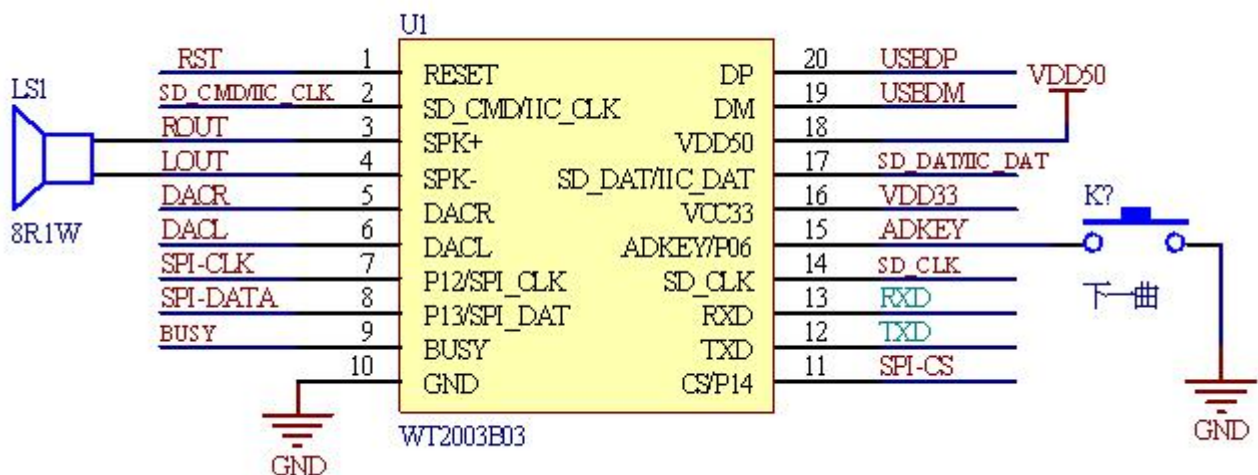 U1
RST 1 RESET DP 20 USBDP
LS1
VDD50
SD_CMD/IIC_CLK 2 SD_CMD/IIC_CLK DM 19 USBDM
ROUT 3 SPK+ VDD50 18
LOUT 4 SPK- SD_DAT/IIC_DAT 17 SD_DAT/IIC_DAT
DACR 5 DACR VCC33 16 VDD33
K?
8R1W
DACL 6 DACL ADKEY/P06 15 ADKEY
SPI-CLK 7 P12/SPI_CLK SD_CLK 14 SD_CLK
SPI-DATA 8 P13/SPI_DAT RXD 13 RXD
下一曲
BUSY 9 BUSY TXD 12 TXD
10 GND CS/P14 11 SPI-CS
WT2003B03
GND
GND